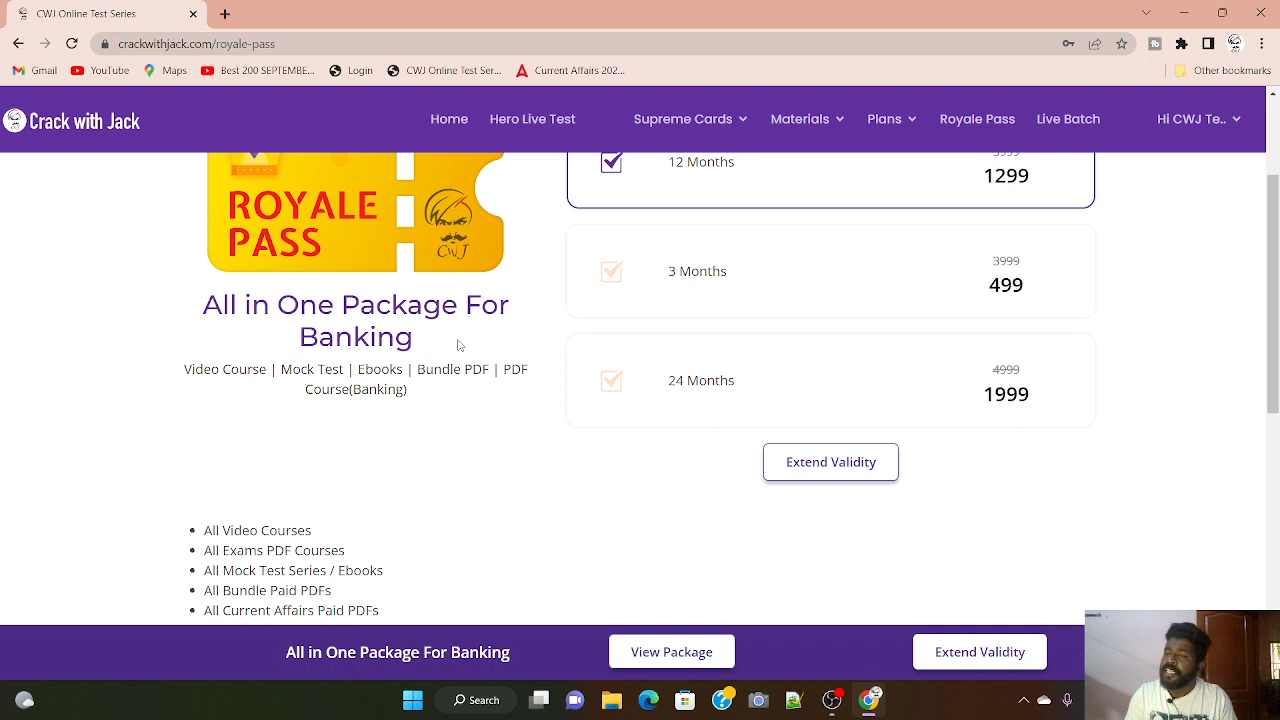 CWJ Online Test Series
crackwithjack.com/royale-pass
Gmail
YouTube
Maps
Best 200 SEPTEMBE...
Login
CWJ Online Test Ser...
Current Affairs 202...
Other bookmarks
Crack with Jack
Home
Hero Live Test
Supreme Cards
Materials
Plans
Royale Pass
Live Batch
Hi CWJ Te..
ROYALE
PASS
CWJ
All in One Package For
Banking
Video Course | Mock Test | Ebooks | Bundle PDF | PDF
Course(Banking)
12 Months
1299
3 Months
3999
499
24 Months
4999
1999
Extend Validity
All Video Courses
All Exams PDF Courses
All Mock Test Series / Ebooks
All Bundle Paid PDFs
All Current Affairs Paid PDFs
All in One Package For Banking
View Package
Extend Validity
Search